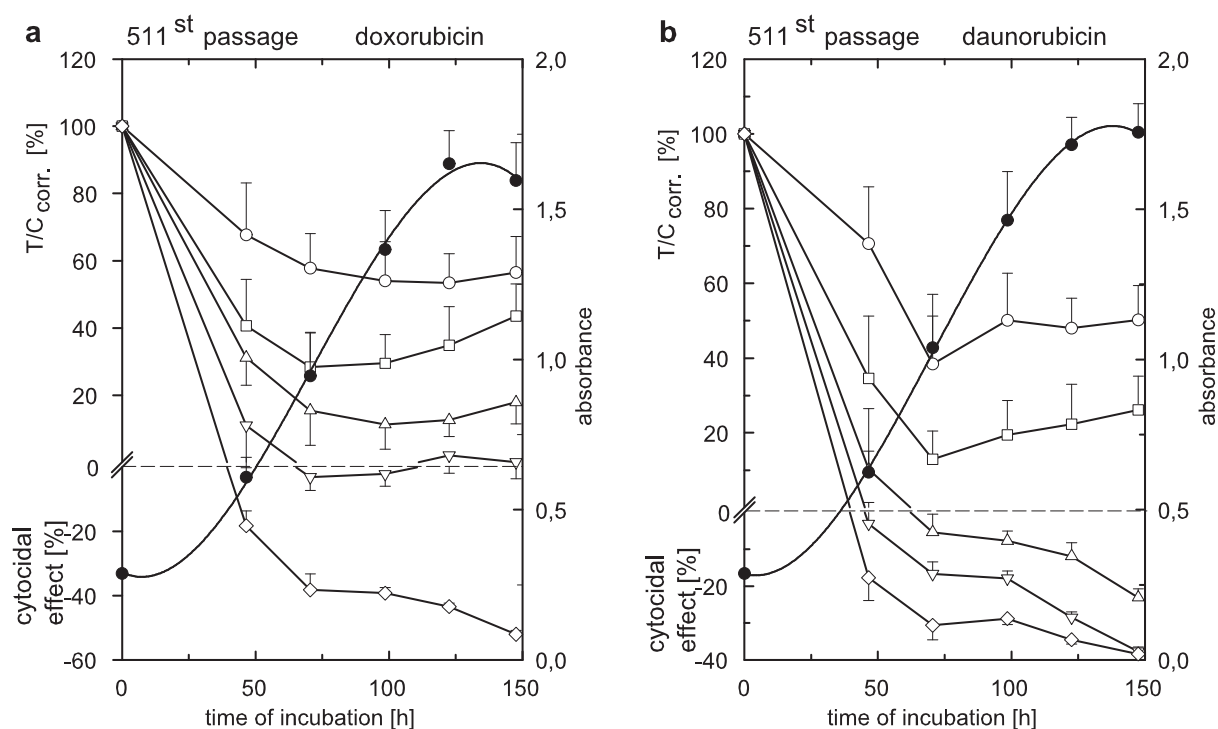 a
511 st passage
doxorubicin
120
100
80
60
40
20
0
-20
-40
-60
T/C corr. [%]
cytocidal
effect [%]
2,0
1,5
1,0
0,5
0,0
absorbance
0
50
100
150
time of incubation [h]
b
511 st passage
daunorubicin
120
100
80
60
40
20
0
-20
-40
T/C corr. [%]
cytocidal
effect [%]
2,0
1,5
1,0
0,5
0,0
absorbance
0
50
100
150
time of incubation [h]